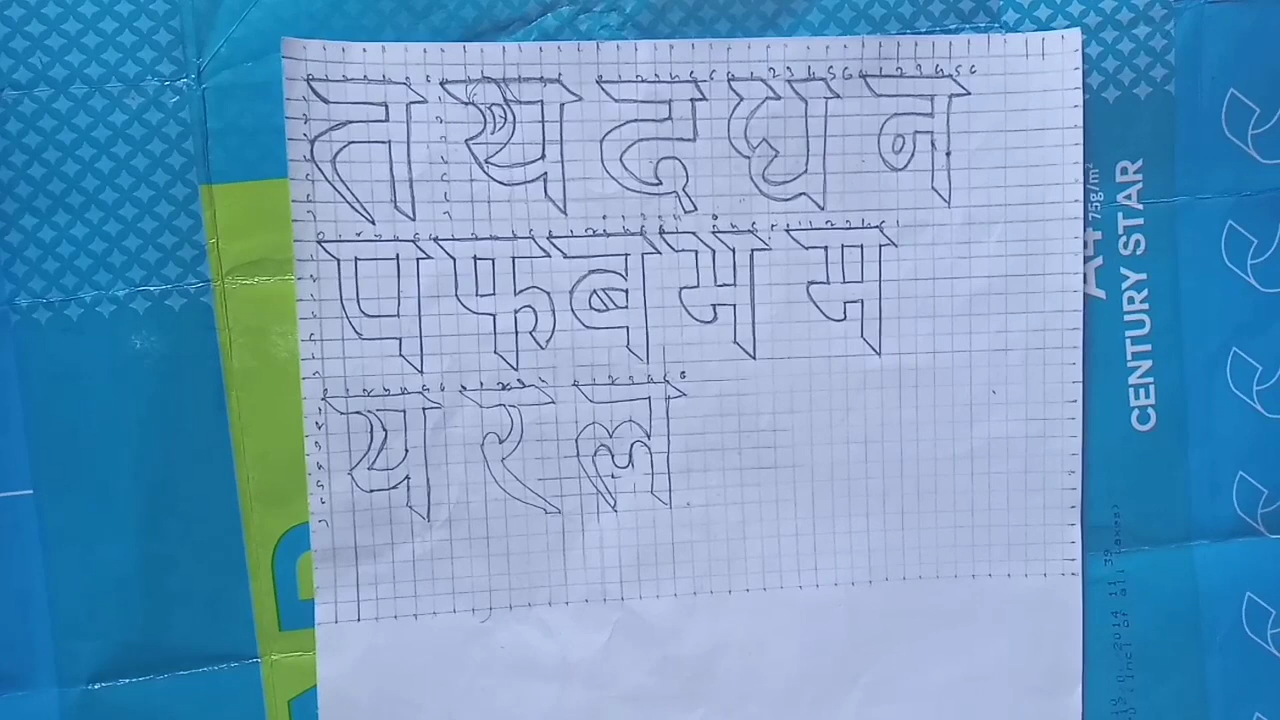 त थ द ध न
प फ ब भ म
य र ल
A4 75g/m²
CENTURY STAR